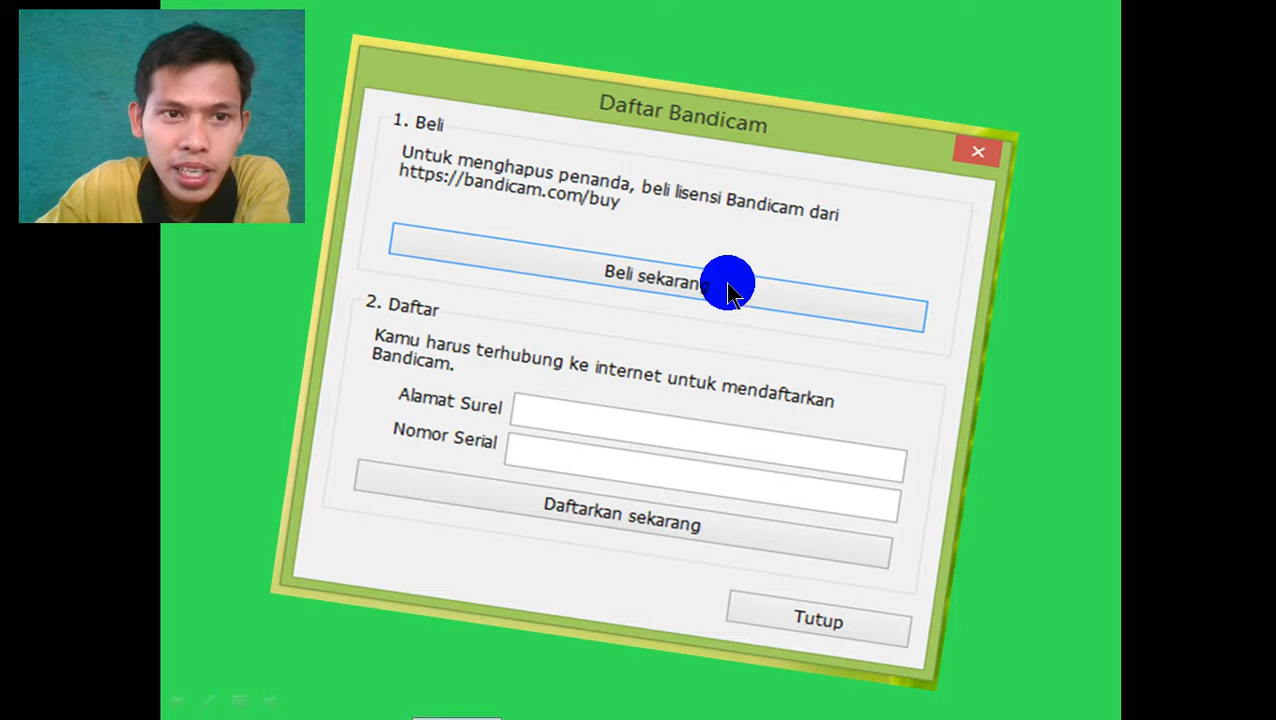 Daftar Bandicam
1. Beli
Untuk menghapus penanda, beli lisensi Bandicam dari
https://bandicam.com/buy
Beli sekarang
2. Daftar
Kamu harus terhubung ke internet untuk mendaftarkan
Bandicam.
Alamat Surel
Nomor Serial
Daftarkan sekarang
Tutup